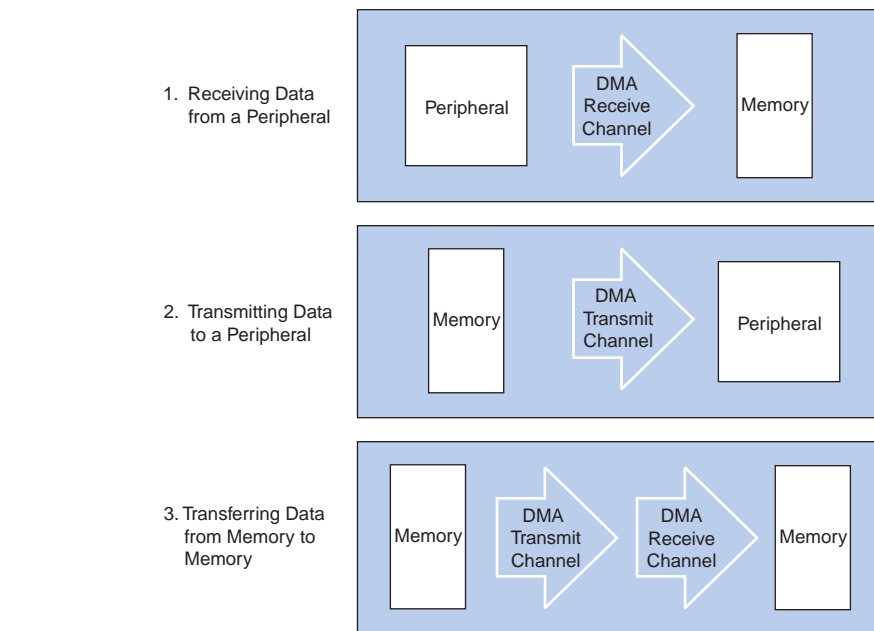 1. Receiving Data
from a Peripheral
Peripheral
DMA
Receive
Channel
Memory
2. Transmitting Data
to a Peripheral
Memory
DMA
Transmit
Channel
Peripheral
3. Transferring Data
from Memory to
Memory
Memory
DMA
Transmit
Channel
DMA
Receive
Channel
Memory